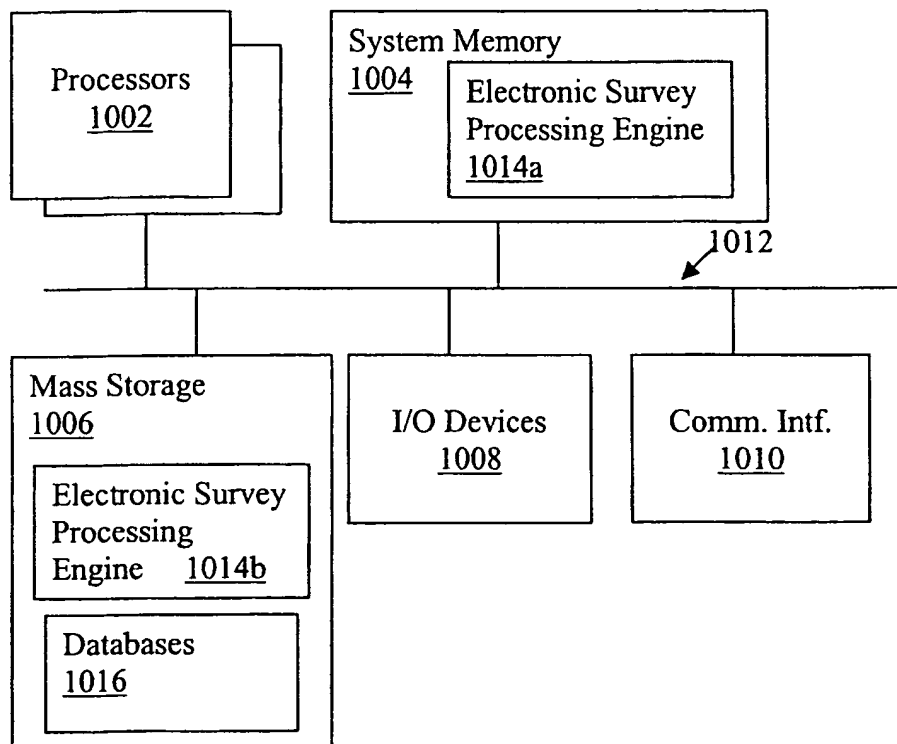 Processors
1002
System Memory
1004
Electronic Survey
Processing Engine
1014a
1012
Mass Storage
1006
Electronic Survey
Processing
Engine 1014b
Databases
1016
I/O Devices
1008
Comm. Intf.
1010